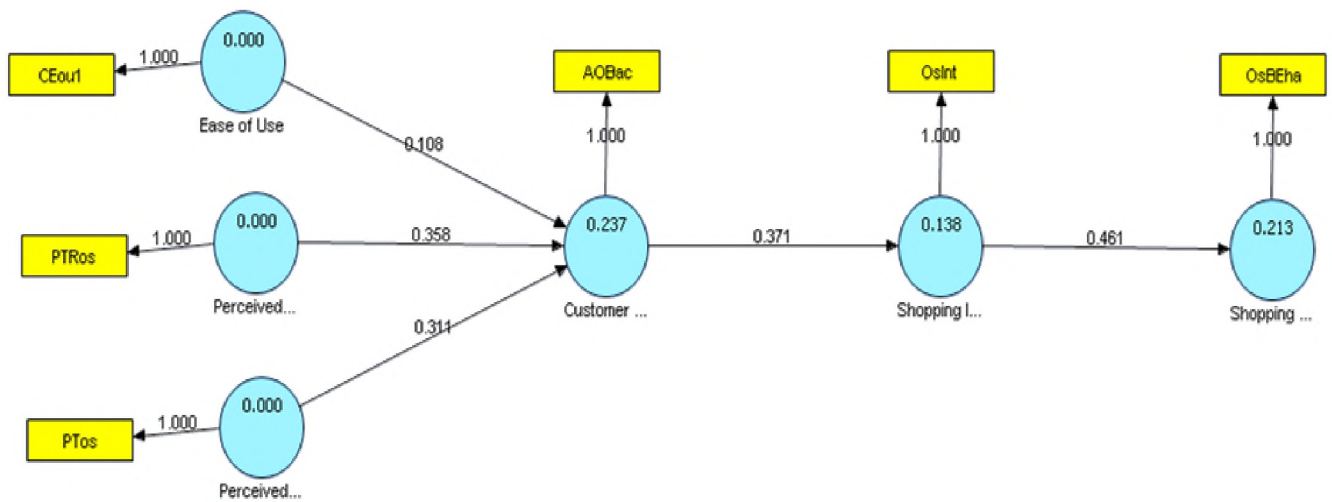 0.000
CEou1
1.000
Ease of Use
0.108
AOBac
1.000
OsInt
1.000
OsBEha
1.000
0.000
PTRos
1.000
Perceived...
0.358
0.237
Customer ...
0.371
0.138
Shopping I...
0.461
0.213
Shopping ...
0.311
0.000
PTos
1.000
Perceived...